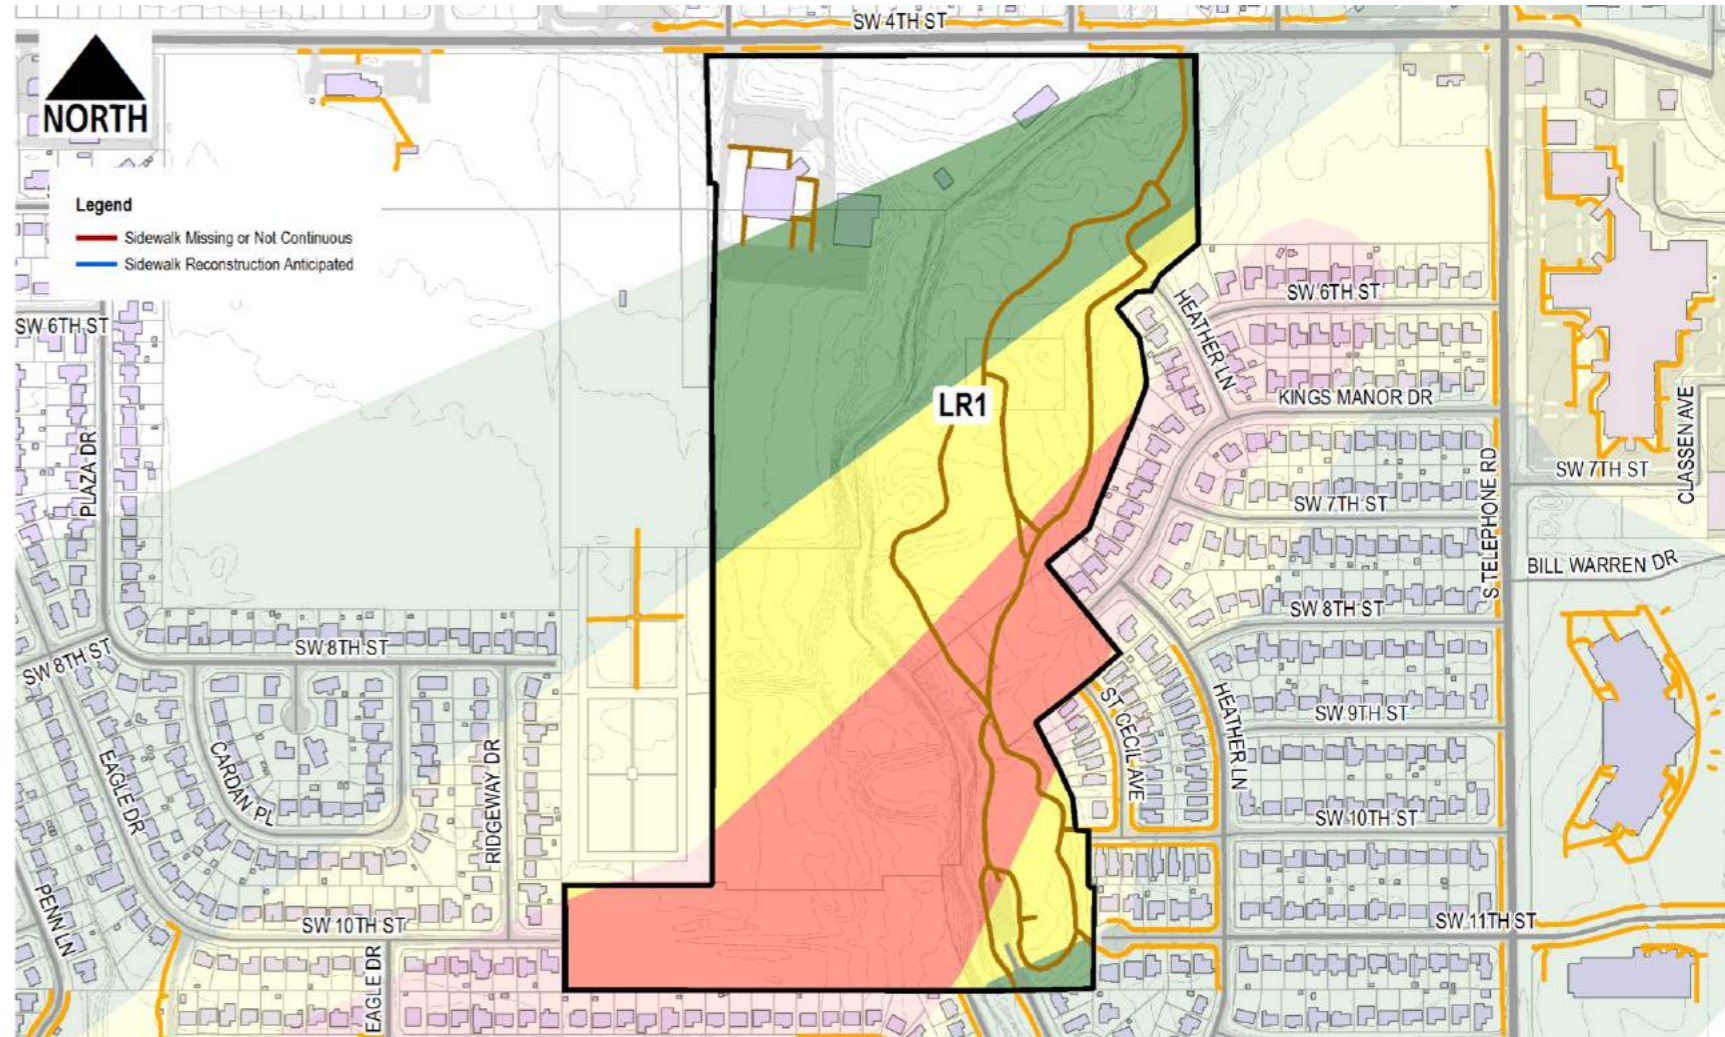 SW 4TH ST
NORTH
Legend
Sidewalk Missing or Not Continuous
Sidewalk Reconstruction Anticipated
SW 6TH ST
SW 6TH ST
HEATHER LN
KINGS MANOR DR
LR1
PLAZA DR
SW 7TH ST
SW 7TH ST
CLASSEN AVE
S TELEPHONE RD
BILL WARREN DR
SW 8TH ST
SW 8TH ST
SW 8TH ST
ST CECIL AVE
HEATHER LN
SW 9TH ST
EAGLE DR
CARDAN PL
RIDGEWAY DR
SW 10TH ST
PENN LN
SW 10TH ST
SW 11TH ST
EAGLE DR